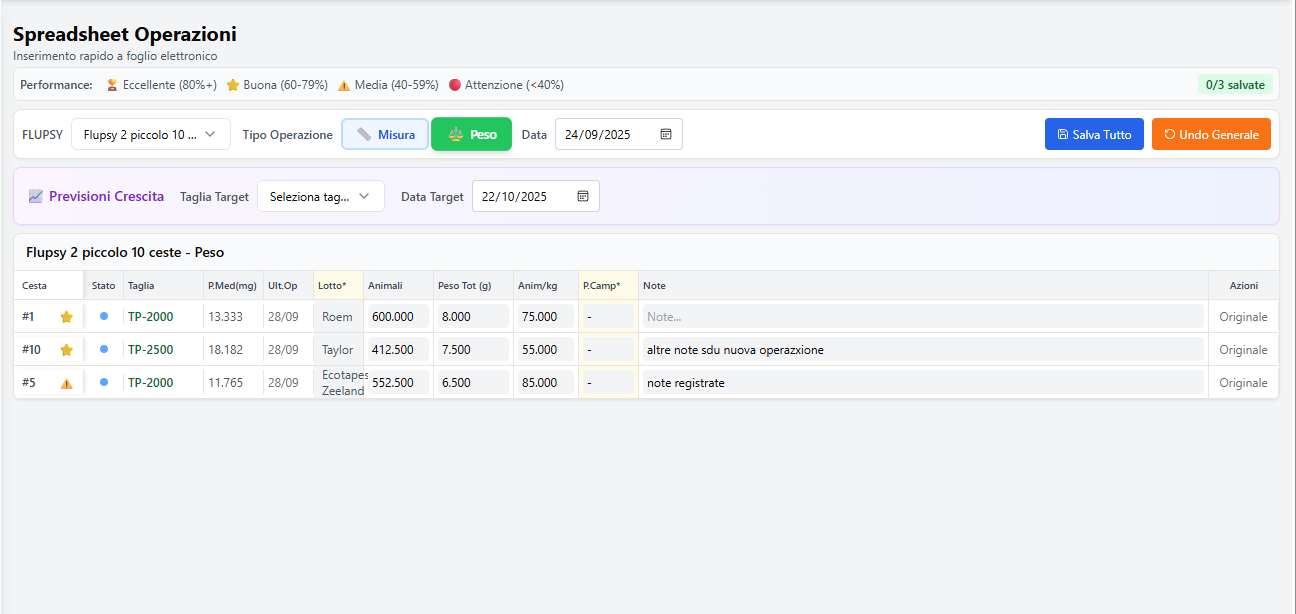 Spreadsheet Operazioni
Inserimento rapido a foglio elettronico
Performance: Eccellente (80%+) Buona (60-79%) Media (40-59%) Attenzione (<40%) 0/3 salvate
FLUPSY Flupsy 2 piccolo 10 ... Tipo Operazione Misura Peso Data 24/09/2025 Salva Tutto Undo Generale
Previsioni Crescita Taglia Target Seleziona tag... Data Target 22/10/2025
Flupsy 2 piccolo 10 ceste - Peso
Cesta Stato Taglia P.Med(mg) Ult.Op Lotto* Animali Peso Tot (g) Anim/kg P.Camp* Note Azioni
#1 TP-2000 13.333 28/09 Roem 600.000 8.000 75.000 - Note... Originale
#10 TP-2500 18.182 28/09 Taylor 412.500 7.500 55.000 - altre note sdu nuova operazxione Originale
#5 TP-2000 11.765 28/09 Ecotapes Zeeland 552.500 6.500 85.000 - note registrate Originale